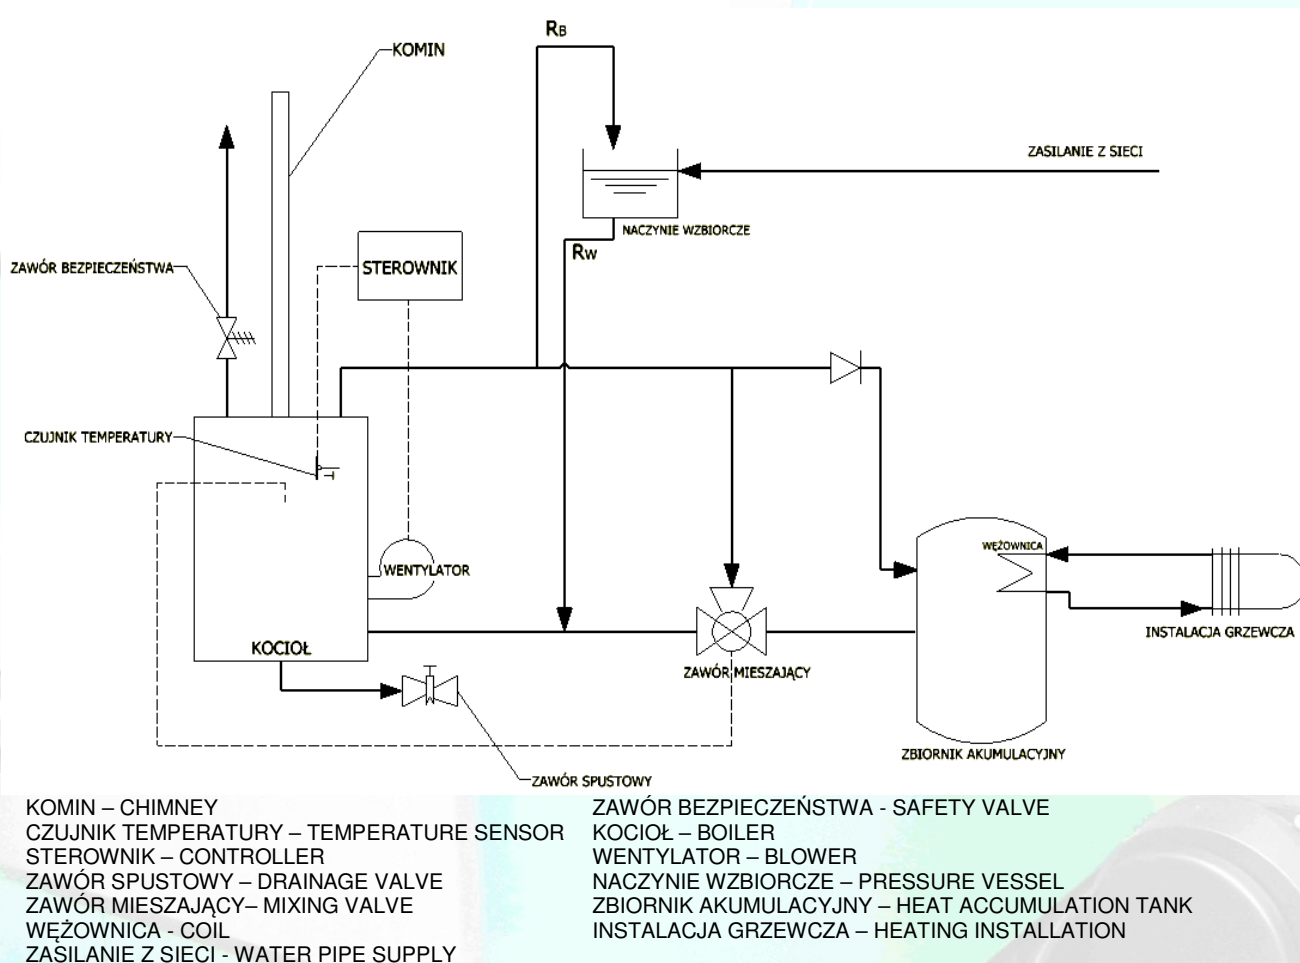 RB
KOMIN
ZASILANIE Z SIECI
NACZYNIE WZBIORCZE
RW
STEROWNIK
ZAWÓR BEZPIECZEŃSTWA
CZUJNIK TEMPERATURY
WĘŻOWNICA
WENTYLATOR
INSTALACJA GRZEWCZA
KOCIOŁ
ZAWÓR MIESZAJĄCY
ZBIORNIK AKUMULACYJNY
ZAWÓR SPUSTOWY
KOMIN – CHIMNEY
CZUJNIK TEMPERATURY – TEMPERATURE SENSOR
STEROWNIK – CONTROLLER
ZAWÓR SPUSTOWY – DRAINAGE VALVE
ZAWÓR MIESZAJĄCY– MIXING VALVE
WĘŻOWNICA - COIL
ZASILANIE Z SIECI - WATER PIPE SUPPLY
ZAWÓR BEZPIECZEŃSTWA - SAFETY VALVE
KOCIOŁ – BOILER
WENTYLATOR – BLOWER
NACZYNIE WZBIORCZE – PRESSURE VESSEL
ZBIORNIK AKUMULACYJNY – HEAT ACCUMULATION TANK
INSTALACJA GRZEWCZA – HEATING INSTALLATION